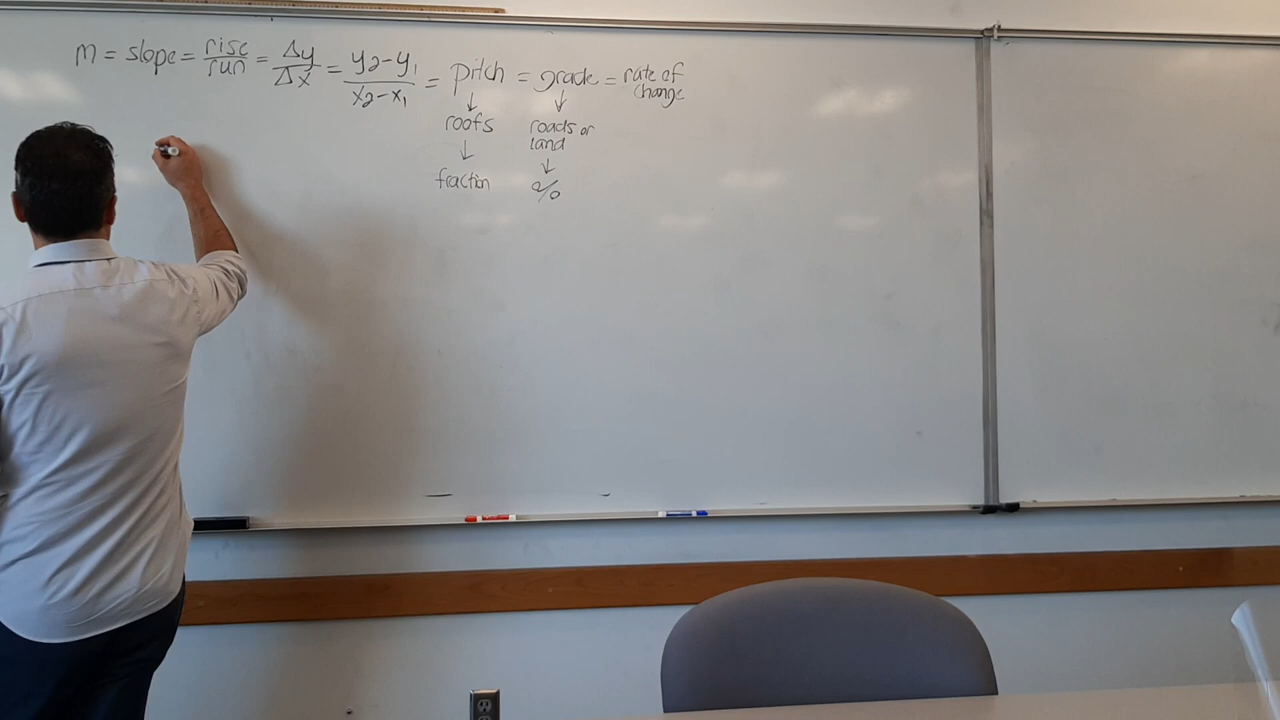 m = slope = rise/run = Δy/Δx = y₂-y₁/x₂-x₁ = pitch = grade = rate of change
↓ ↓
roofs roads or land
↓ ↓
fraction %